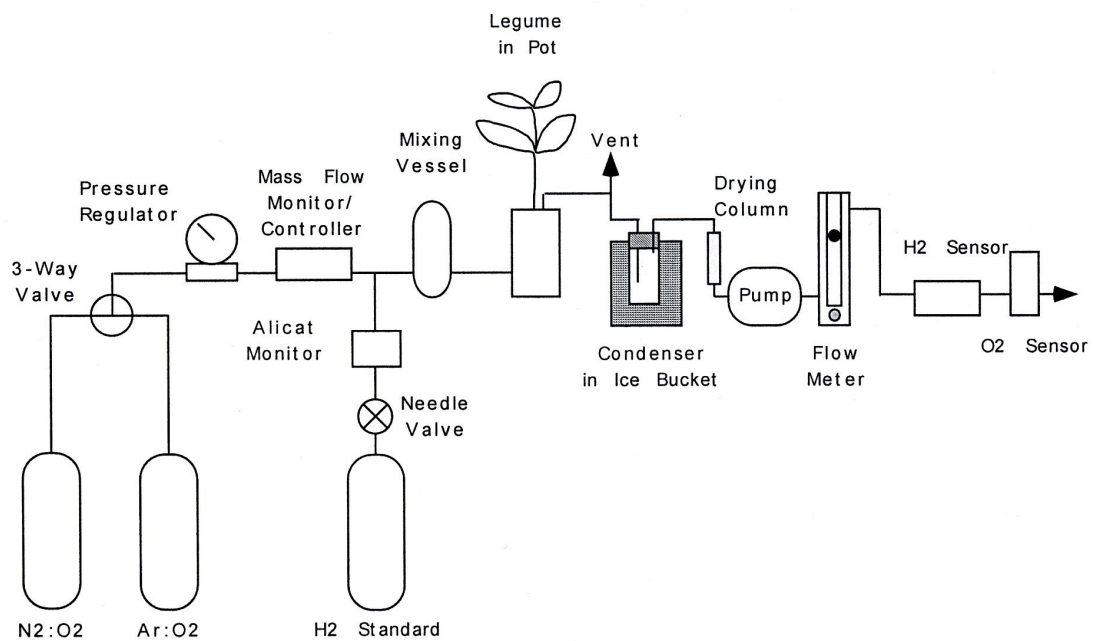 Legume
in Pot
Mixing
Vessel
Vent
Mass Flow
Monitor/
Controller
Pressure
Regulator
Drying
Column
H2 Sensor
3-Way
Valve
Alicat
Monitor
Pump
O2 Sensor
Condenser
in Ice Bucket
Flow
Meter
Needle
Valve
N2:O2
Ar:O2
H2 Standard